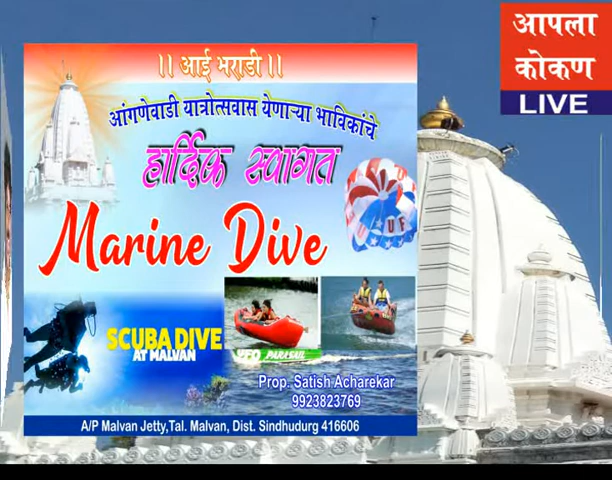 आपला
कोकण
LIVE
|| आई भराडी ||
आंगणेवाडी यात्रोत्सवास येणाऱ्या भाविकांचे
हार्दिक स्वागत
Marine Dive
SCUBA DIVE
AT MALVAN
UFO PARASAIL
Prop. Satish Acharekar
9923823769
A/P Malvan Jetty,Tal. Malvan, Dist. Sindhudurg 416606